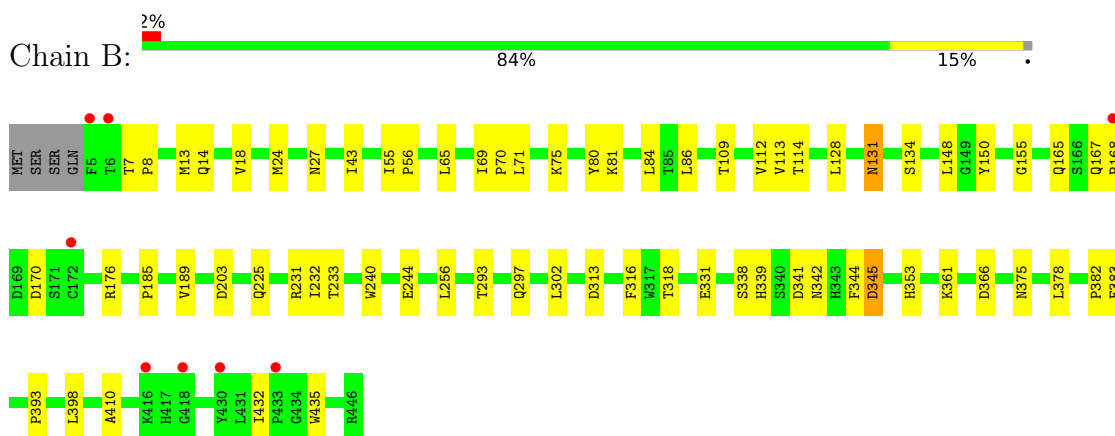 2%
Chain B:
84% 15% •
MET SER SER GLN F5 T6 T7 P8 M13 Q14 V18 M24 N27 I43 I55 P56 L65 I69 P70 L71 K75 Y80 K81 L84 T85 L86 T109 V112 V113 T114 L128 N131 S134 L148 G149 Y150 G155 Q165 S166 Q167 R168
D169 D170 S171 C172 R176 P185 V189 D203 Q225 R231 I232 T233 W240 E244 L256 T293 Q297 L302 D313 F316 W317 T318 E331 S338 H339 S340 D341 N342 H343 F344 D345 H353 K361 D366 N375 L378 P382
P393 L398 A410 K416 H417 G418 Y430 L431 I432 P433 G434 W435 R446